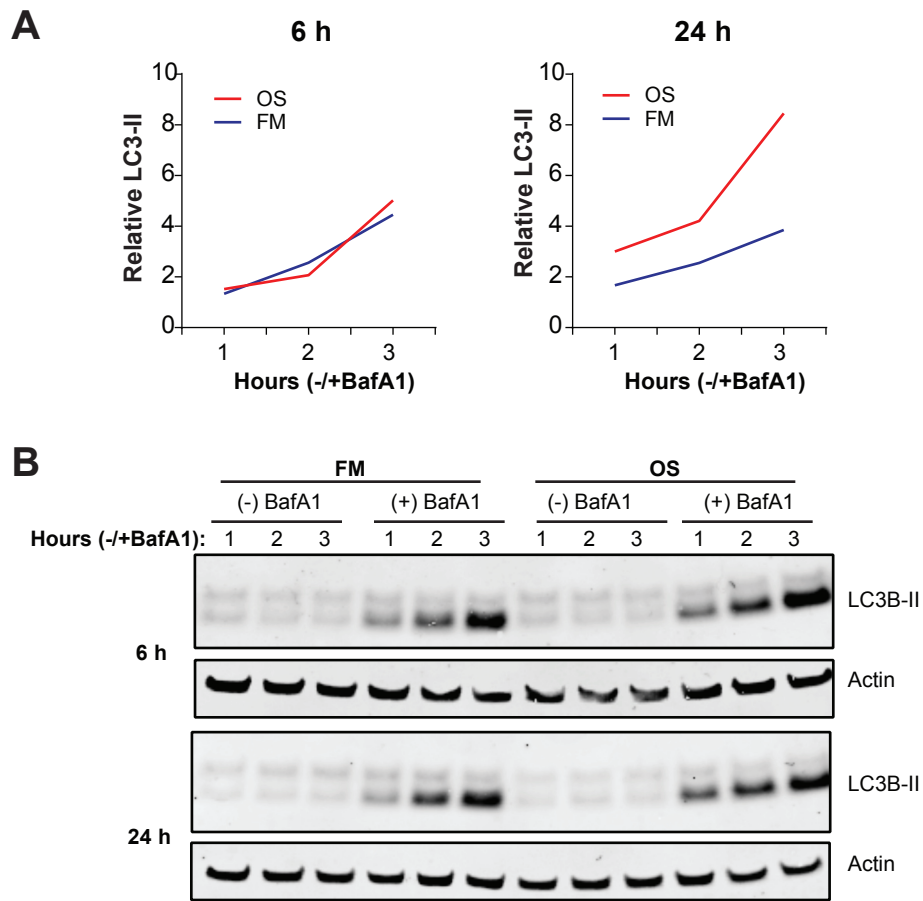 A
6 h
24 h
10
8
6
4
2
0
OS
FM
Relative LC3-II
1 2 3
Hours (-/+BafA1)
10
8
6
4
2
0
OS
FM
Relative LC3-II
1 2 3
Hours (-/+BafA1)
B
FM OS
(-) BafA1 (+) BafA1 (-) BafA1 (+) BafA1
Hours (-/+BafA1): 1 2 3 1 2 3 1 2 3 1 2 3
LC3B-II
6 h
Actin
LC3B-II
24 h
Actin